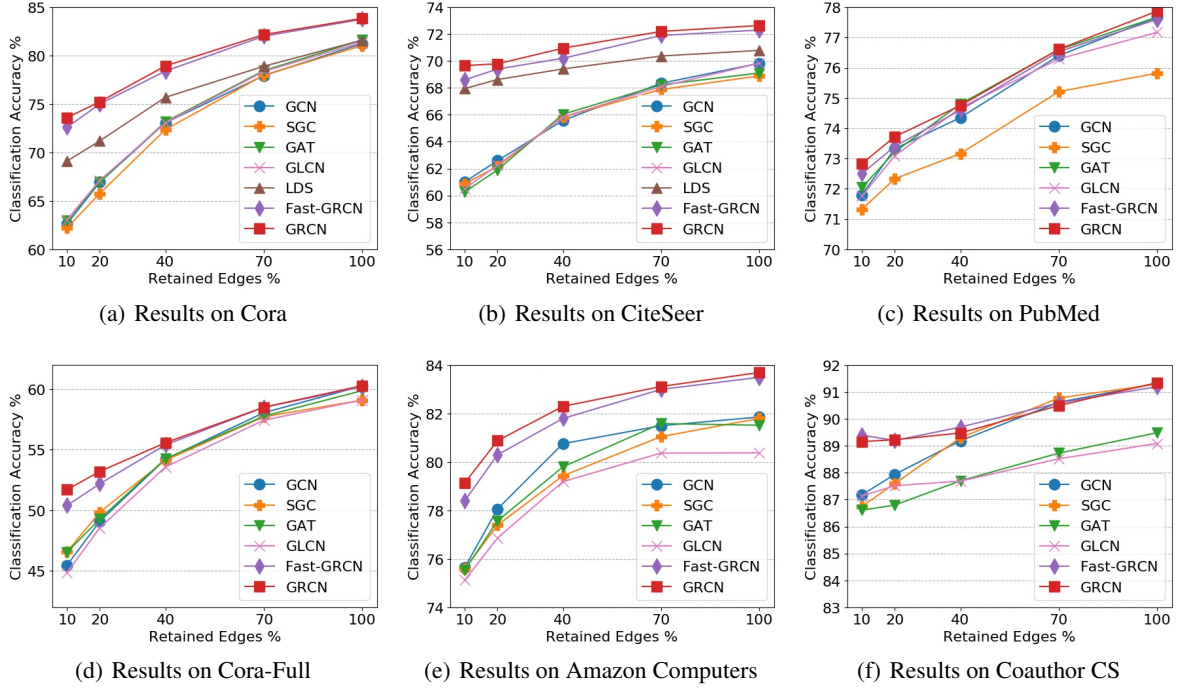 85
80
75
70
65
60
Classification Accuracy %
GCN
SGC
GAT
GLCN
LDS
Fast-GRCN
GRCN
10 20 40 70 100
Retained Edges %
(a) Results on Cora
74
72
70
68
66
64
62
60
58
56
Classification Accuracy %
GCN
SGC
GAT
GLCN
LDS
Fast-GRCN
GRCN
10 20 40 70 100
Retained Edges %
(b) Results on CiteSeer
78
77
76
75
74
73
72
71
70
Classification Accuracy %
GCN
SGC
GAT
GLCN
Fast-GRCN
GRCN
10 20 40 70 100
Retained Edges %
(c) Results on PubMed
60
55
50
45
Classification Accuracy %
GCN
SGC
GAT
GLCN
Fast-GRCN
GRCN
10 20 40 70 100
Retained Edges %
(d) Results on Cora-Full
84
82
80
78
76
74
Classification Accuracy %
GCN
SGC
GAT
GLCN
Fast-GRCN
GRCN
10 20 40 70 100
Retained Edges %
(e) Results on Amazon Computers
92
91
90
89
88
87
86
85
84
83
Classification Accuracy %
GCN
SGC
GAT
GLCN
Fast-GRCN
GRCN
10 20 40 70 100
Retained Edges %
(f) Results on Coauthor CS